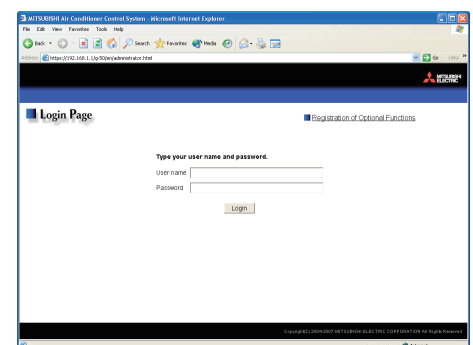 MITSUBISHI Air Conditioner Control System - Microsoft Internet Explorer
File Edit View Favorites Tools Help
Back Search Favorites Media
Address https://192.168.1.1/g-50/en/administrator.html Go Links
MITSUBISHI
ELECTRIC
Login Page
Registration of Optional Functions
Type your user name and password.
User name
Password
Login
Copyright(C) 2004-2007 MITSUBISHI ELECTRIC CORPORATION All Rights Reserved